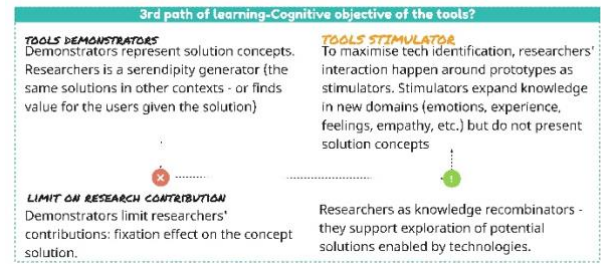 3rd path of learning-Cognitive objective of the tools?
TOOLS DEMONSTRATORS
Demonstrators represent solution concepts.
Researchers is a serendipity generator (the
same solutions in other contexts - or finds
value for the users given the solution)
TOOLS STIMULATOR
To maximise tech identification, researchers'
interaction happen around prototypes as
stimulators. Stimulators expand knowledge
in new domains (emotions, experience,
feelings, empathy, etc.) but do not present
solution concepts
LIMIT ON RESEARCH CONTRIBUTION
Demonstrators limit researchers'
contributions: fixation effect on the concept
solution.
Researchers as knowledge recombinators -
they support exploration of potential
solutions enabled by technologies.